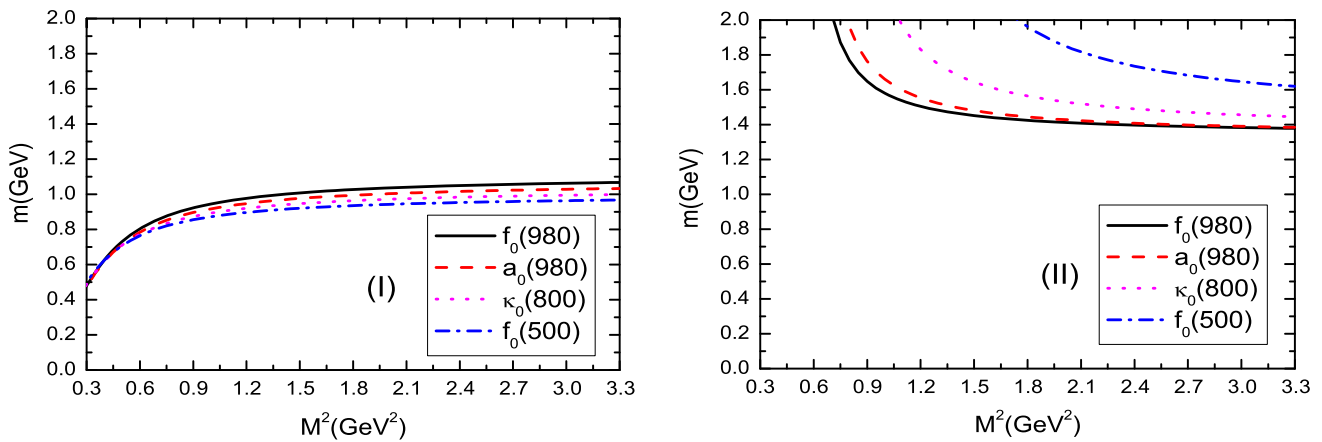 2.0
1.8
1.6
1.4
1.2
1.0
0.8
0.6
0.4
0.2
0.0
m(GeV)
0.3 0.6 0.9 1.2 1.5 1.8 2.1 2.4 2.7 3.0 3.3
M²(GeV²)
(I)
f₀(980)
a₀(980)
κ₀(800)
f₀(500)
2.0
1.8
1.6
1.4
1.2
1.0
0.8
0.6
0.4
0.2
0.0
m(GeV)
0.3 0.6 0.9 1.2 1.5 1.8 2.1 2.4 2.7 3.0 3.3
M²(GeV²)
(II)
f₀(980)
a₀(980)
κ₀(800)
f₀(500)